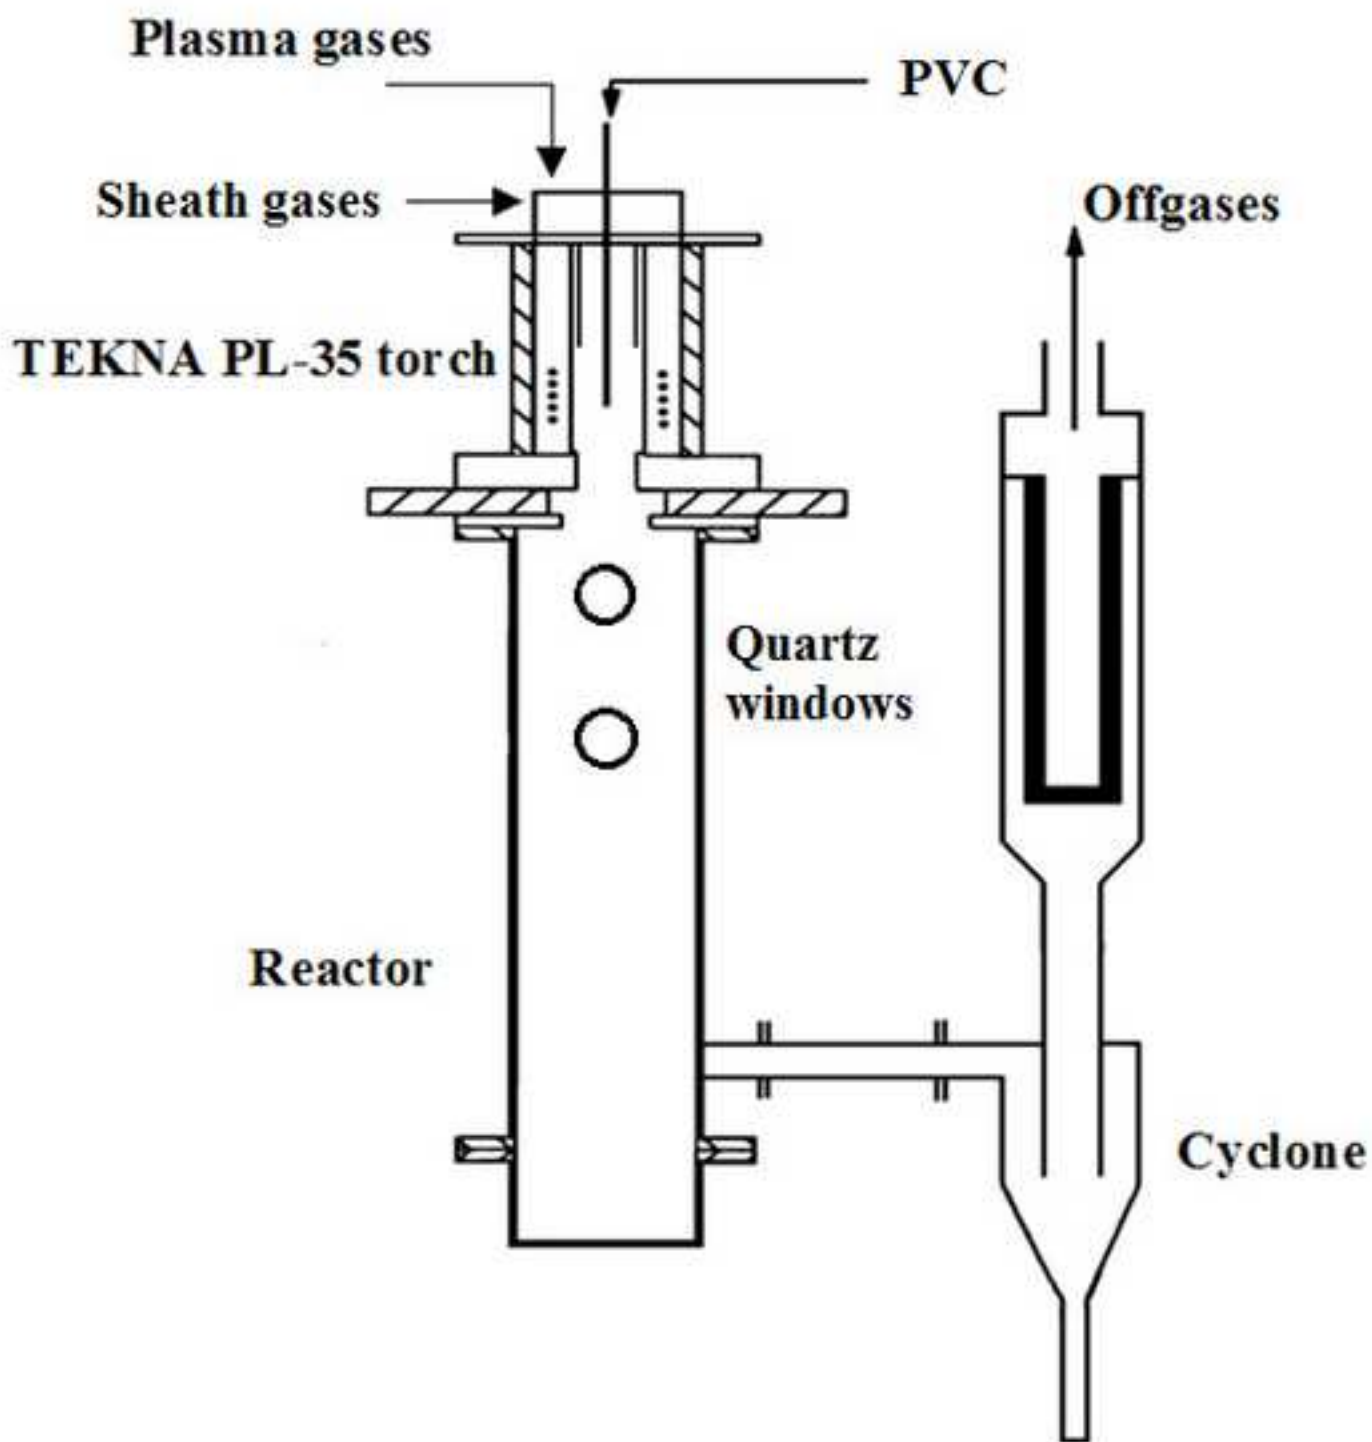 Plasma gases
PVC
Sheath gases
Offgases
TEKNA PL-35 torch
Quartz
windows
Reactor
Cyclone